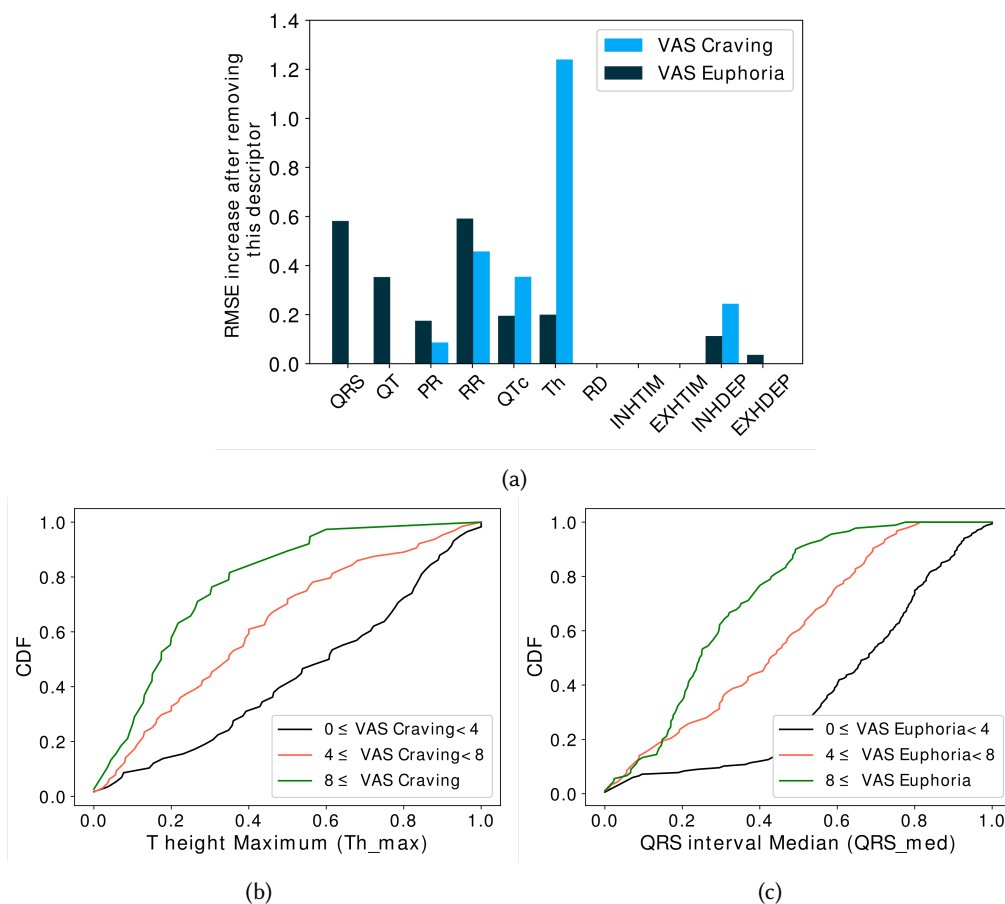 1.4
1.2
1.0
0.8
0.6
0.4
0.2
0.0
RMSE increase after removing
this descriptor
VAS Craving
VAS Euphoria
QRS
QT
PR
RR
QTc
Th
RD
INHTIM
EXHTIM
INHDEP
EXHDEP
(a)
1.0
0.8
0.6
0.4
0.2
0.0
CDF
0 ≤ VAS Craving< 4
4 ≤ VAS Craving< 8
8 ≤ VAS Craving
0.0 0.2 0.4 0.6 0.8 1.0
T height Maximum (Th_max)
(b)
1.0
0.8
0.6
0.4
0.2
0.0
CDF
0 ≤ VAS Euphoria< 4
4 ≤ VAS Euphoria< 8
8 ≤ VAS Euphoria
0.0 0.2 0.4 0.6 0.8 1.0
QRS interval Median (QRS_med)
(c)